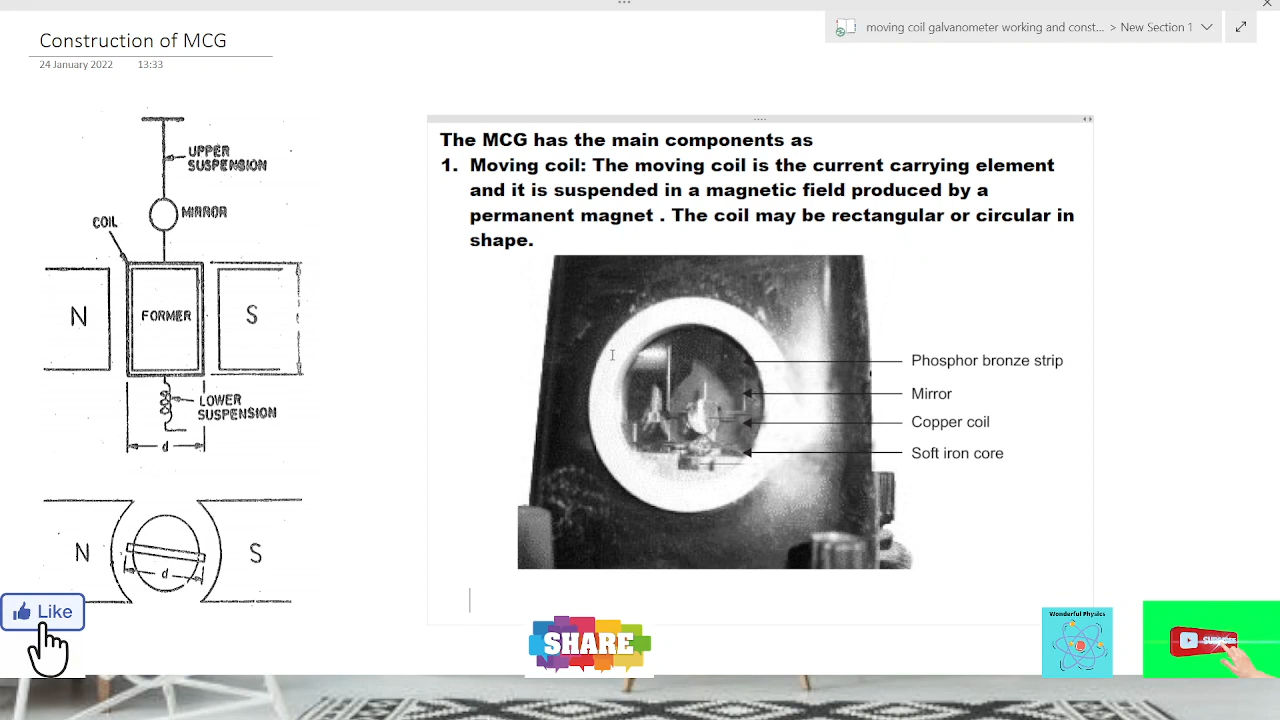 Construction of MCG
24 January 2022 13:33
moving coil galvanometer working and const... > New Section 1
UPPER
SUSPENSION
MIRROR
COIL
N
FORMER
S
LOWER
SUSPENSION
d
N
S
d
The MCG has the main components as
1. Moving coil: The moving coil is the current carrying element
and it is suspended in a magnetic field produced by a
permanent magnet . The coil may be rectangular or circular in
shape.
Phosphor bronze strip
Mirror
Copper coil
Soft iron core
Like
SHARE
Wonderful Physics